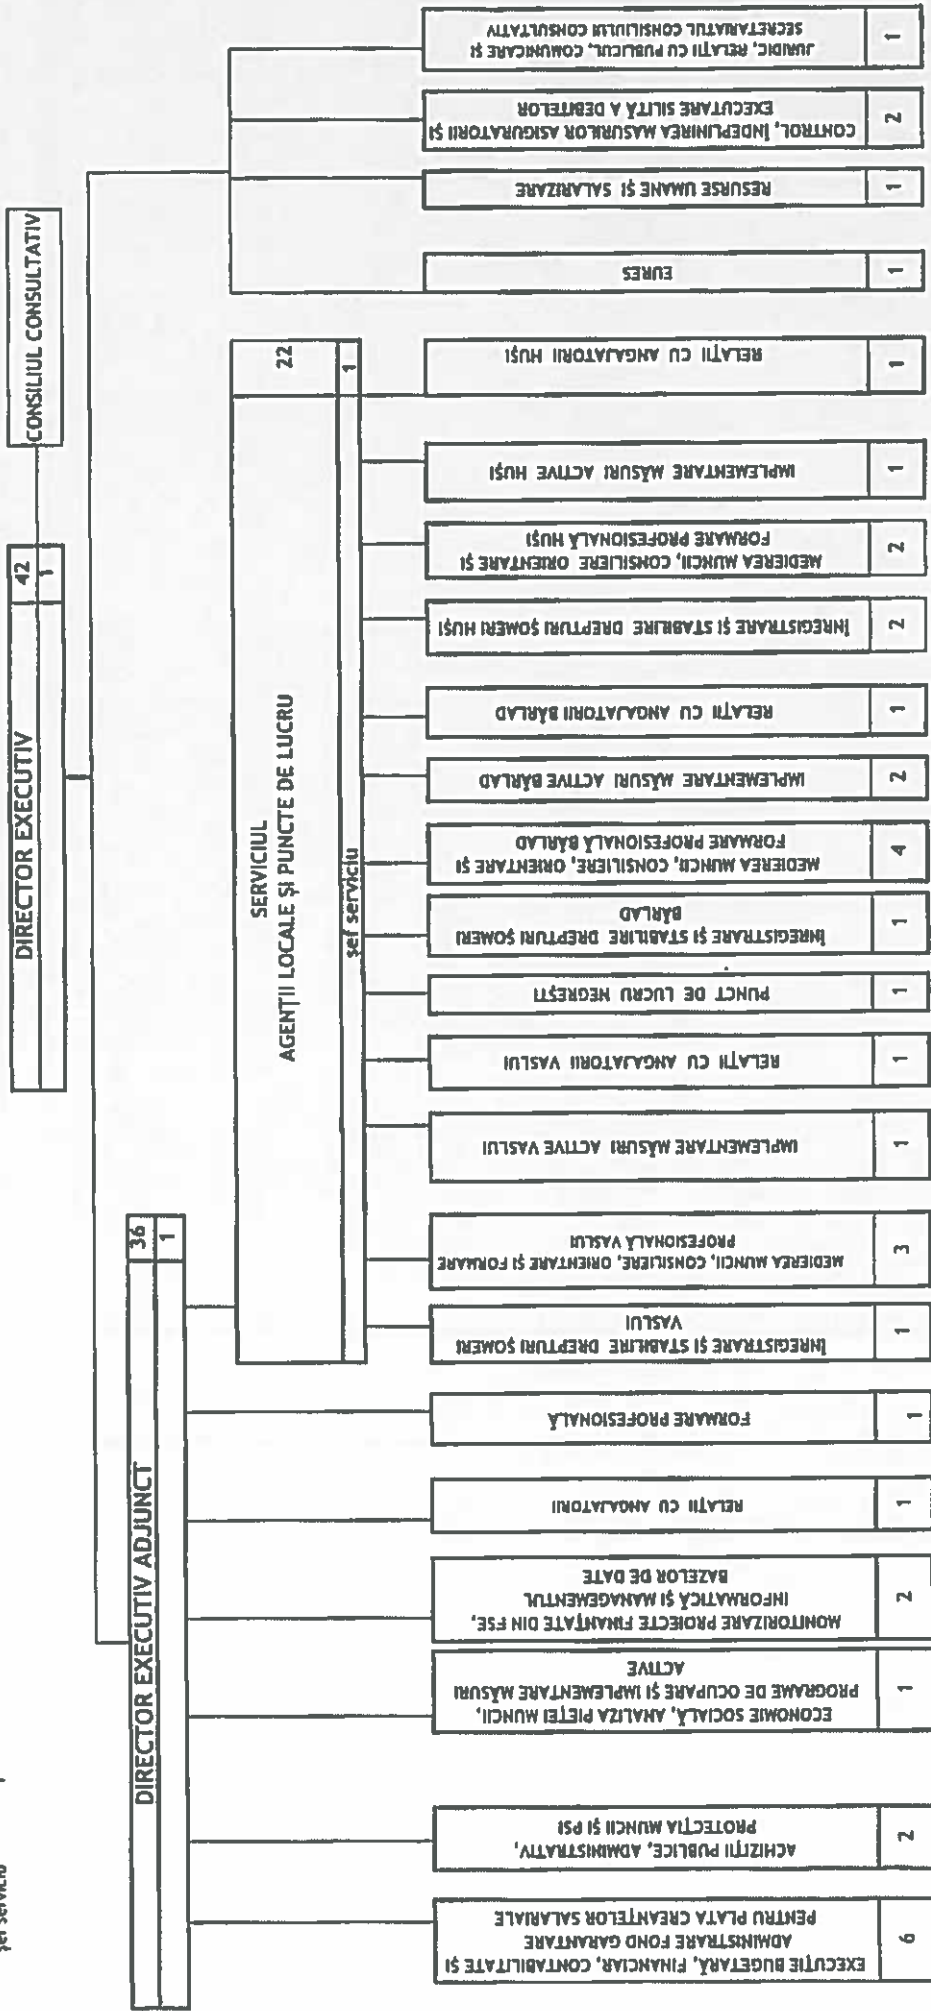 șef serviciu
DIRECTOR EXECUTIV
42
1
CONSILIUL CONSULTATIV
DIRECTOR EXECUTIV ADJUNCT
36
1
SERVICIUL
AGENȚII LOCALE ȘI PUNCTE DE LUCRU
22
șef serviciu
1
EXECUȚIE BUGETARĂ, FINANCIAR, CONTABILITATE ȘI
ADMINISTRARE FOND GARANTARE
PENTRU PLATA CREANȚELOR SALARIALE
6
ACHIZIȚII PUBLICE, ADMINISTRATIV,
PROTECȚIA MUNCII ȘI PSI
2
ECONOMIE SOCIALĂ, ANALIZA PIEȚEI MUNCII,
PROGRAME DE OCUPARE ȘI IMPLEMENTARE MĂSURI
ACTIVE
1
MONITORIZARE PROIECTE FINANȚATE DIN FSE,
INFORMATICĂ ȘI MANAGEMENTUL
BAZELOR DE DATE
2
RELAȚII CU ANGAJATORII
1
FORMARE PROFESIONALĂ
1
ÎNREGISTRARE ȘI STABILIRE DREPTURI ȘOMERI
VASLUI
1
MEDIEREA MUNCII, CONSILIERE, ORIENTARE ȘI FORMARE
PROFESIONALĂ VASLUI
3
IMPLEMENTARE MĂSURI ACTIVE VASLUI
1
RELAȚII CU ANGAJATORII VASLUI
1
PUNCT DE LUCRU NEGREȘTI
1
ÎNREGISTRARE ȘI STABILIRE DREPTURI ȘOMERI
BÂRLAD
1
MEDIEREA MUNCII, CONSILIERE, ORIENTARE ȘI
FORMARE PROFESIONALĂ BÂRLAD
4
IMPLEMENTARE MĂSURI ACTIVE BÂRLAD
2
RELAȚII CU ANGAJATORII BÂRLAD
1
ÎNREGISTRARE ȘI STABILIRE DREPTURI ȘOMERI HUȘI
2
MEDIEREA MUNCII, CONSILIERE ORIENTARE ȘI
FORMARE PROFESIONALĂ HUȘI
2
IMPLEMENTARE MĂSURI ACTIVE HUȘI
1
RELAȚII CU ANGAJATORII HUȘI
1
EURES
1
RESURSE UMANE ȘI SALARIZARE
1
CONTROL, ÎNDEPLINIREA MĂSURILOR ASIGURATORII ȘI
EXECUTARE SILITĂ A DEBITELOR
2
JURIDIC, RELAȚII CU PUBLICUL, COMUNICARE ȘI
SECRETARIATUL CONSILIULUI CONSULTATIV
1